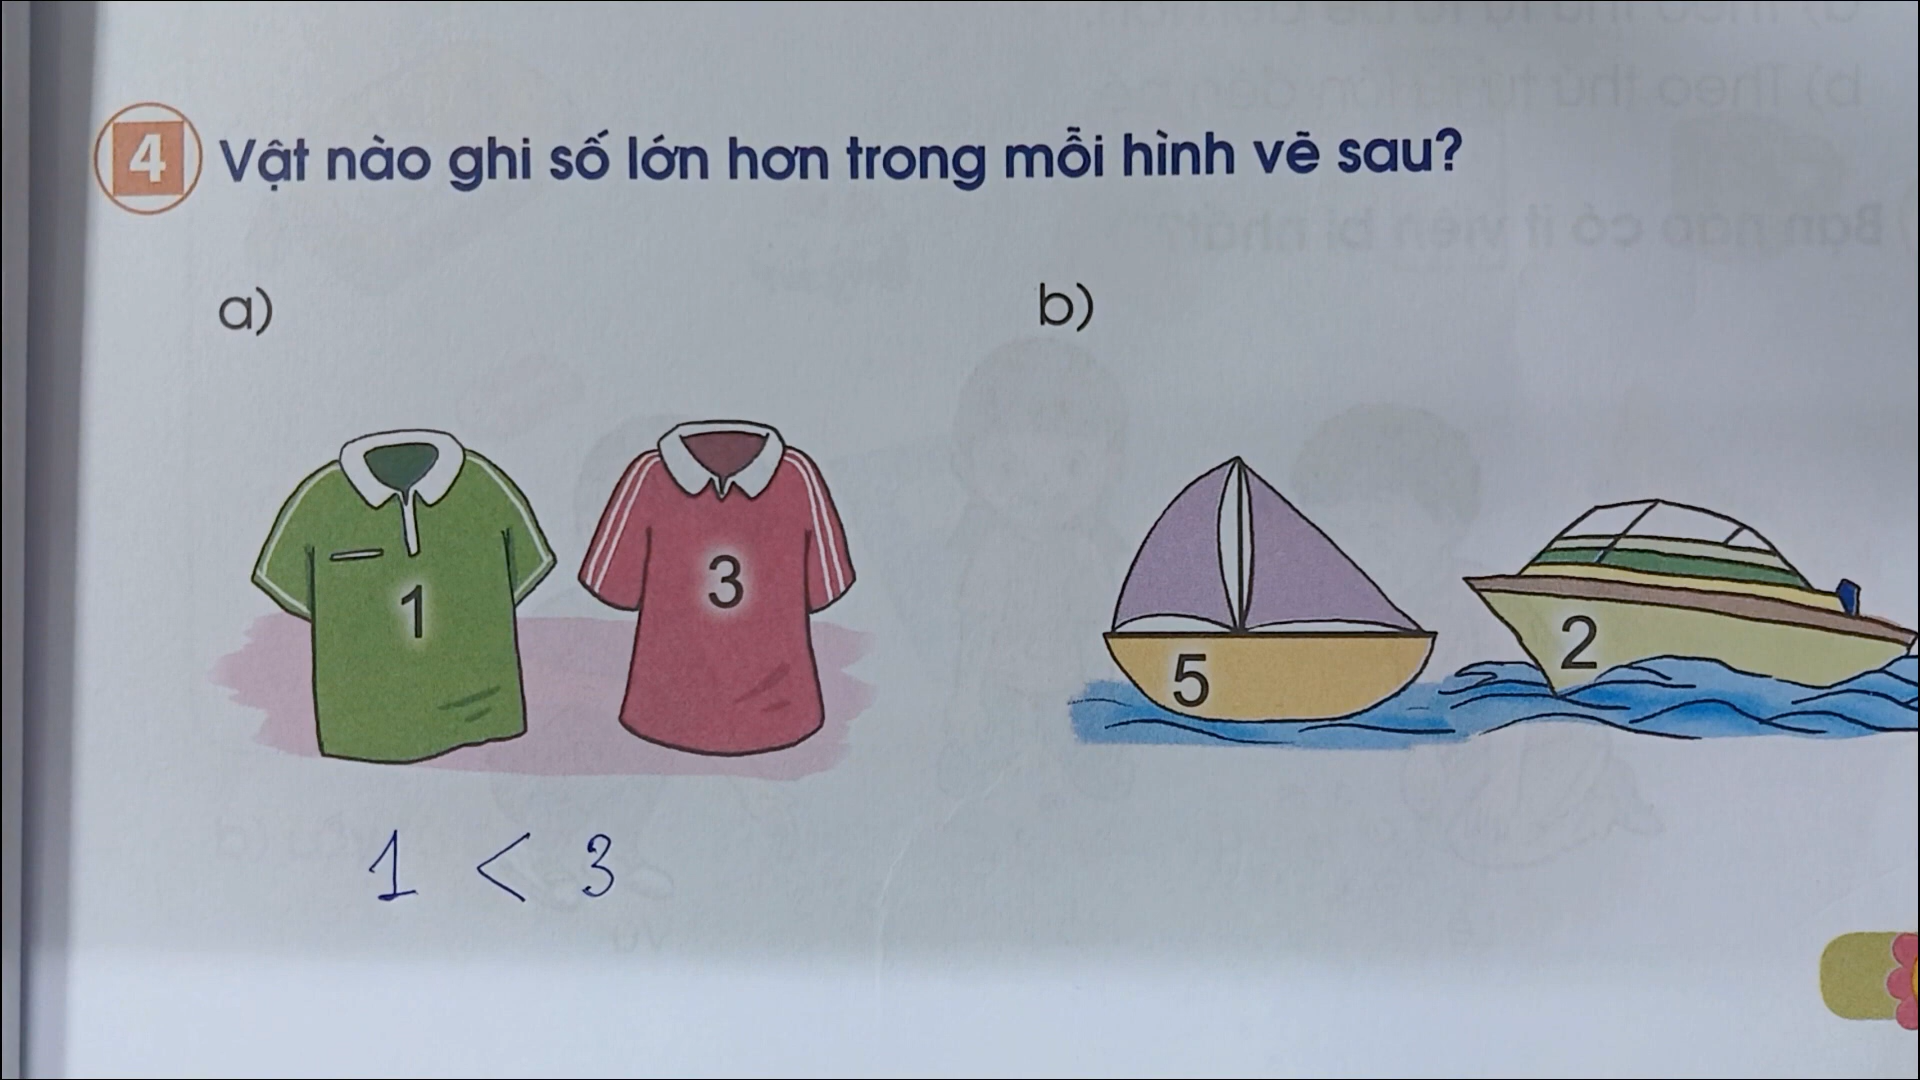 4 Vật nào ghi số lớn hơn trong mỗi hình vẽ sau?
a)
b)
1
3
5
2
1 < 3